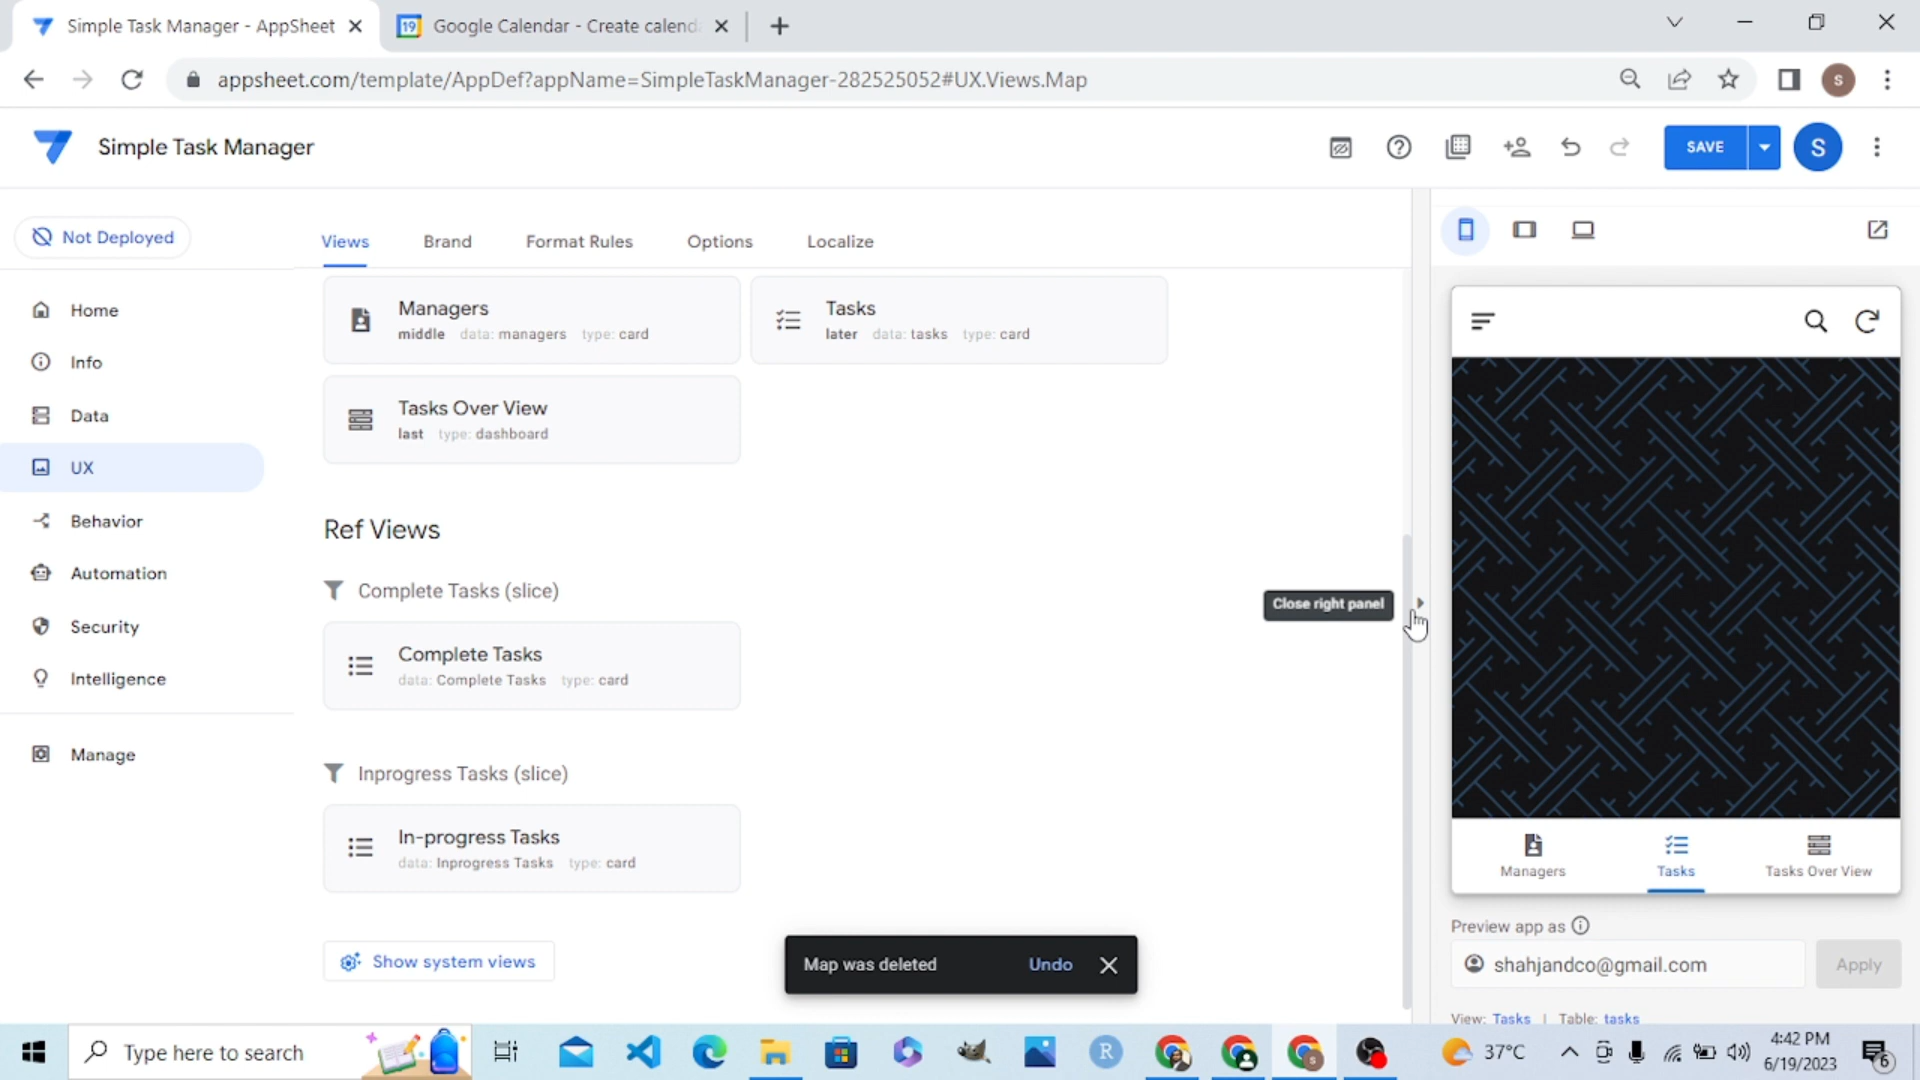 Simple Task Manager - AppSheet
Google Calendar - Create calend
19
appsheet.com/template/AppDef?appName=SimpleTaskManager-282525052#UX.Views.Map
S
Simple Task Manager
SAVE
S
Not Deployed
Views
Brand
Format Rules
Options
Localize
Home
Info
Data
UX
Behavior
Automation
Security
Intelligence
Manage
Managers
middle data: managers type: card
Tasks
later data: tasks type: card
Tasks Over View
last type: dashboard
Ref Views
Complete Tasks (slice)
Complete Tasks
data: Complete Tasks type: card
Inprogress Tasks (slice)
In-progress Tasks
data: Inprogress Tasks type: card
Show system views
Close right panel
Map was deleted
Undo
Managers
Tasks
Tasks Over View
Preview app as
shahjandco@gmail.com
Apply
View: Tasks | Table: tasks
Type here to search
R
S
37°C
4:42 PM
6/19/2023
6